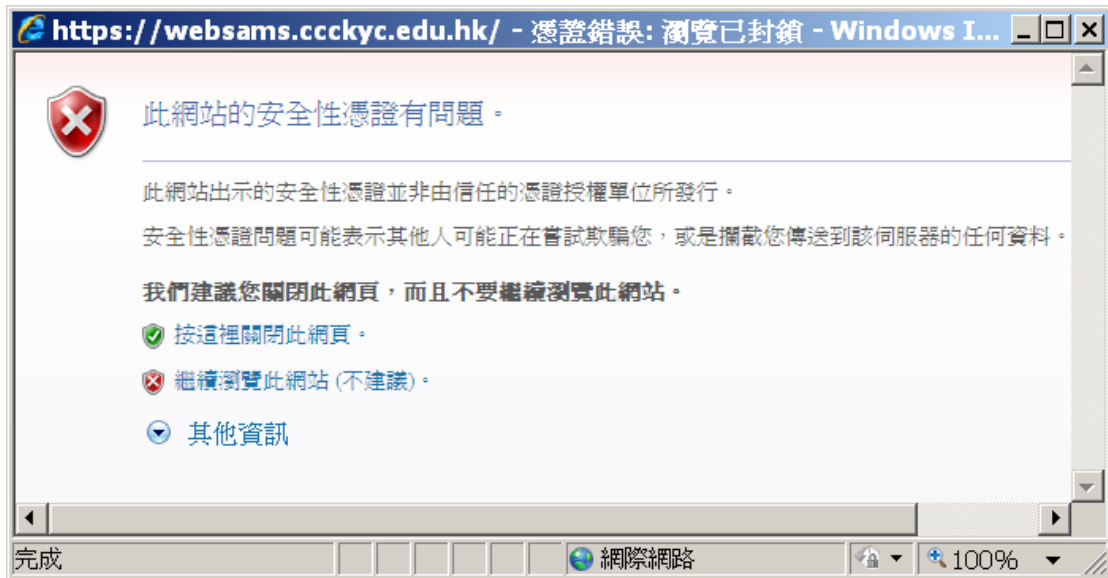 https://websams.ccckyc.edu.hk/ - 憑證錯誤: 瀏覽已封鎖 - Windows I...
此網站的安全性憑證有問題。
此網站出示的安全性憑證並非由信任的憑證授權單位所發行。
安全性憑證問題可能表示其他人可能正在嘗試欺騙您，或是攔截您傳送到該伺服器的任何資料。
我們建議您關閉此網頁，而且不要繼續瀏覽此網站。
按這裡關閉此網頁。
繼續瀏覽此網站 (不建議)。
其他資訊
完成 網際網路 100%